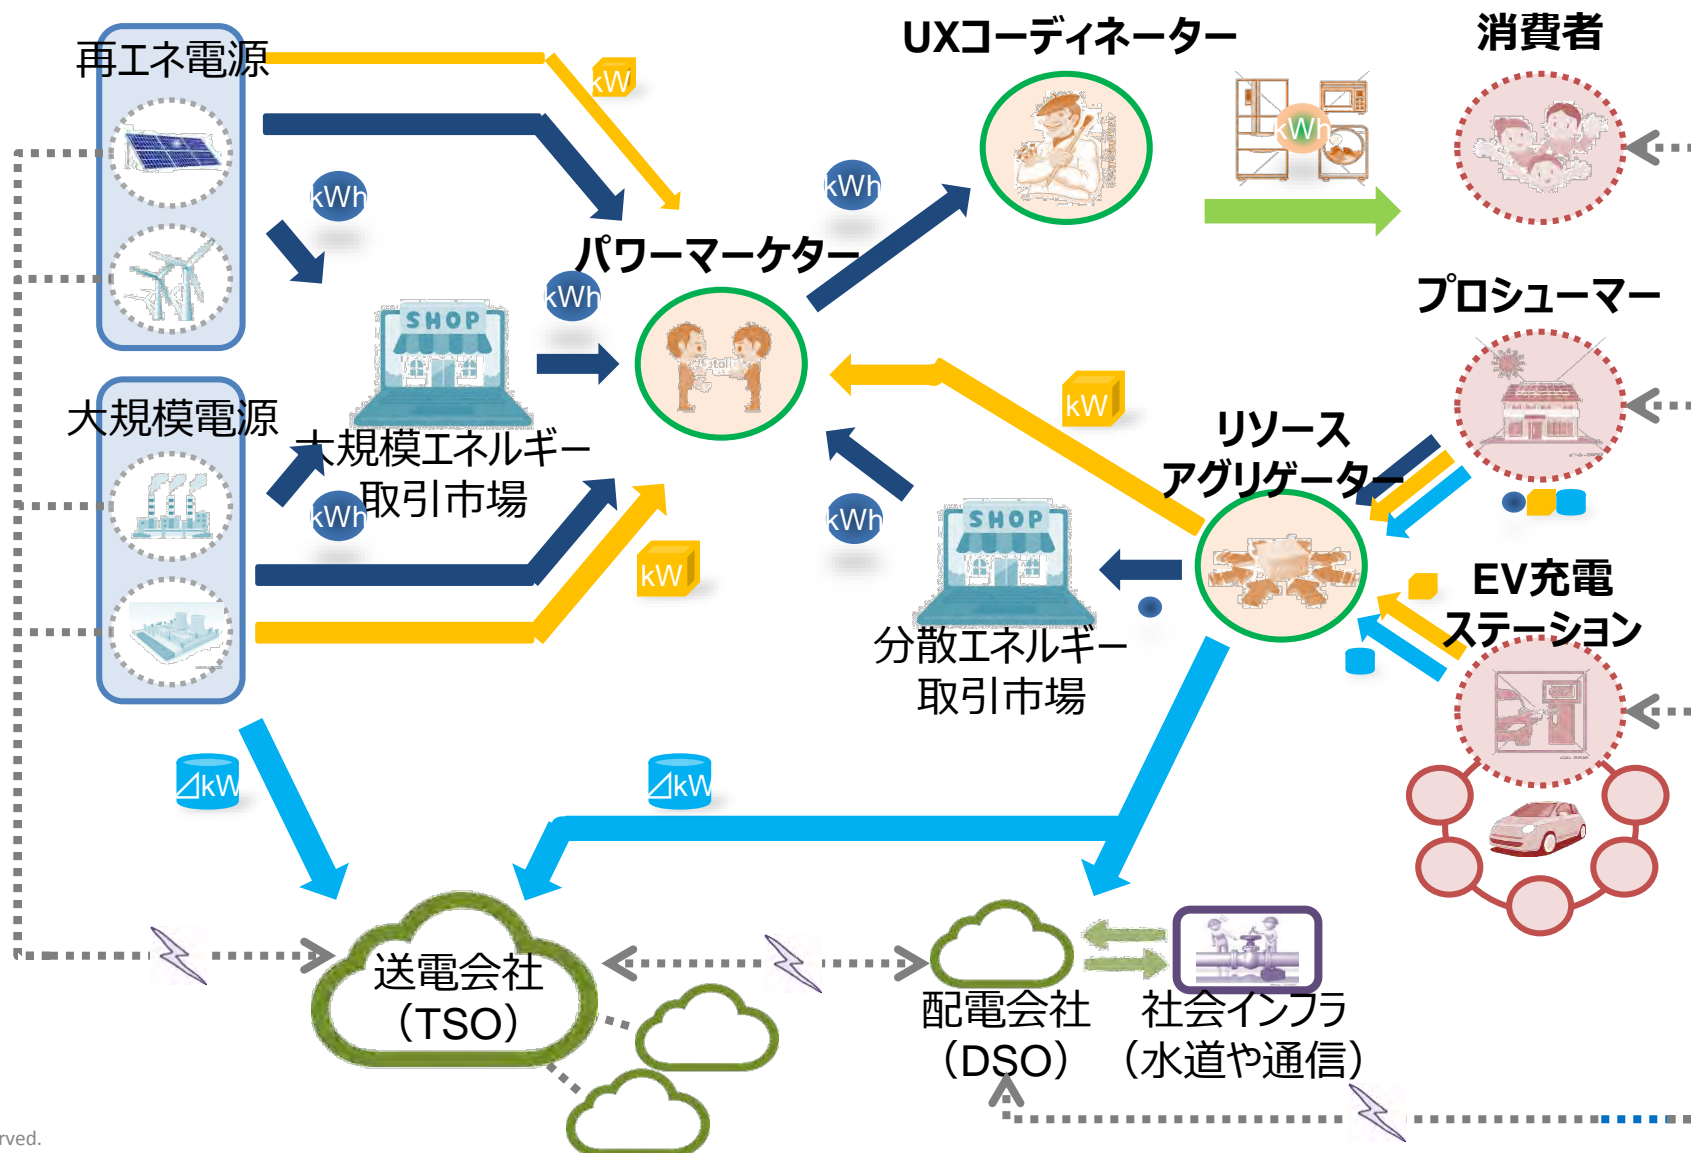 再エネ電源
kW
UXコーディネーター
消費者
kWh
kWh
kWh
パワーマーケター
kWh
SHOP
プロシューマー
大規模電源
大規模エネルギー
取引市場
kWh
kW
kW
リソース
アグリゲーター
kWh
SHOP
分散エネルギー
取引市場
EV充電
ステーション
⊿kW
⊿kW
送電会社
（TSO）
配電会社
（DSO）
社会インフラ
（水道や通信）
rved.